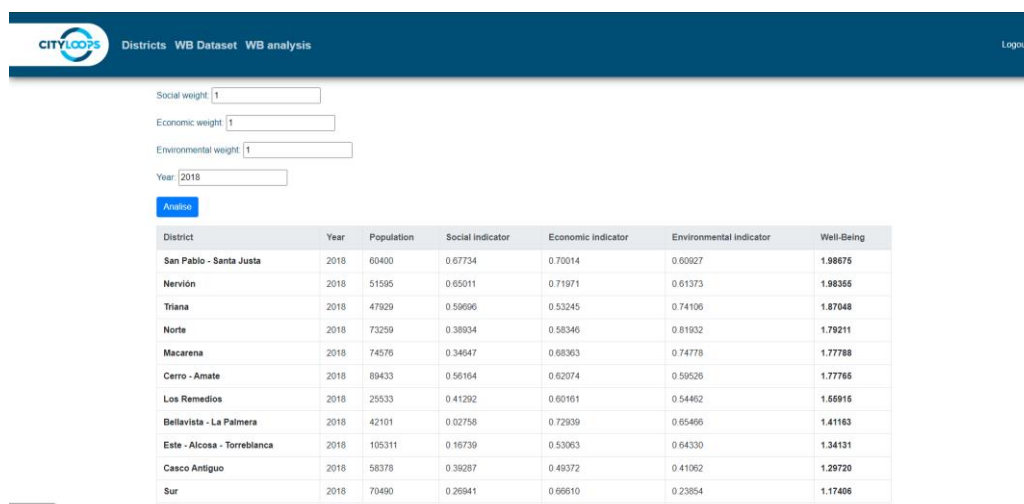 CITYLOOPS
Districts WB Dataset WB analysis
Logou
Social weight: 1
Economic weight: 1
Environmental weight: 1
Year: 2018
Analise
District Year Population Social indicator Economic indicator Environmental indicator Well-Being
San Pablo - Santa Justa 2018 60400 0.67734 0.70014 0.60927 1.98675
Nervión 2018 51595 0.65011 0.71971 0.61373 1.98355
Triana 2018 47929 0.59696 0.53245 0.74106 1.87048
Norte 2018 73259 0.38934 0.58346 0.81932 1.79211
Macarena 2018 74576 0.34647 0.68363 0.74778 1.77788
Cerro - Amate 2018 89433 0.56164 0.62074 0.59526 1.77765
Los Remedios 2018 25533 0.41292 0.60161 0.54462 1.55915
Bellavista - La Palmera 2018 42101 0.02758 0.72939 0.65466 1.41163
Este - Alcosa - Torreblanca 2018 105311 0.16739 0.53063 0.64330 1.34131
Casco Antiguo 2018 58378 0.39287 0.49372 0.41062 1.29720
Sur 2018 70490 0.26941 0.66610 0.23854 1.17406